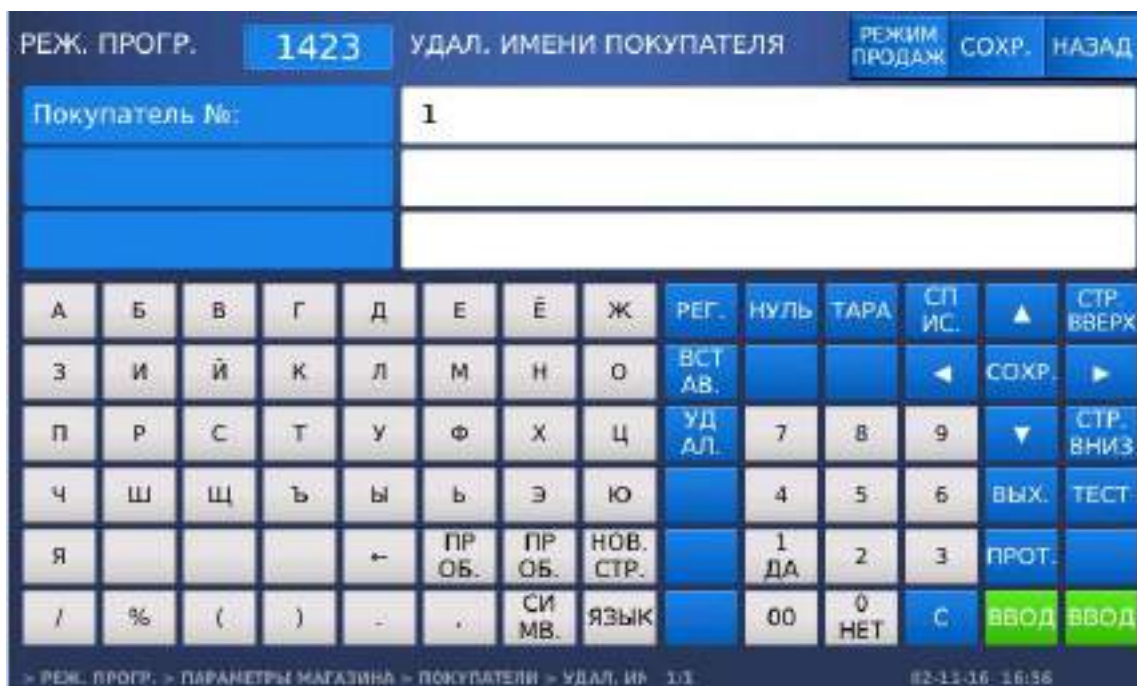 РЕЖ. ПРОГР. 1423 УДАЛ. ИМЕНИ ПОКУПАТЕЛЯ РЕЖИМ ПРОДАЖ СОХР. НАЗАД
Покупатель №: 1
А Б В Г Д Е Ё Ж РЕГ. НУЛЬ ТАРА СП ИС. ▲ СТР. ВВЕРХ
З И Й К Л М Н О ВСТ АВ. ◄ СОХР. ►
П Р С Т У Ф Х Ц УД АЛ. 7 8 9 ▼ СТР. ВНИЗ
Ч Ш Щ Ъ Ы Ь Э Ю 4 5 6 ВЫХ. ТЕСТ
Я ← ПР ОБ. ПР ОБ. НОВ. СТР. 1 ДА 2 3 ПРОТ.
/ % ( ) - . СИ МВ. ЯЗЫК 00 0 НЕТ С ВВОД ВВОД
> РЕЖ. ПРОГР. > ПАРАМЕТРЫ МАГАЗИНА > ПОКУПАТЕЛИ > УДАЛ. ИМ 1/1 02-11-16 16:56